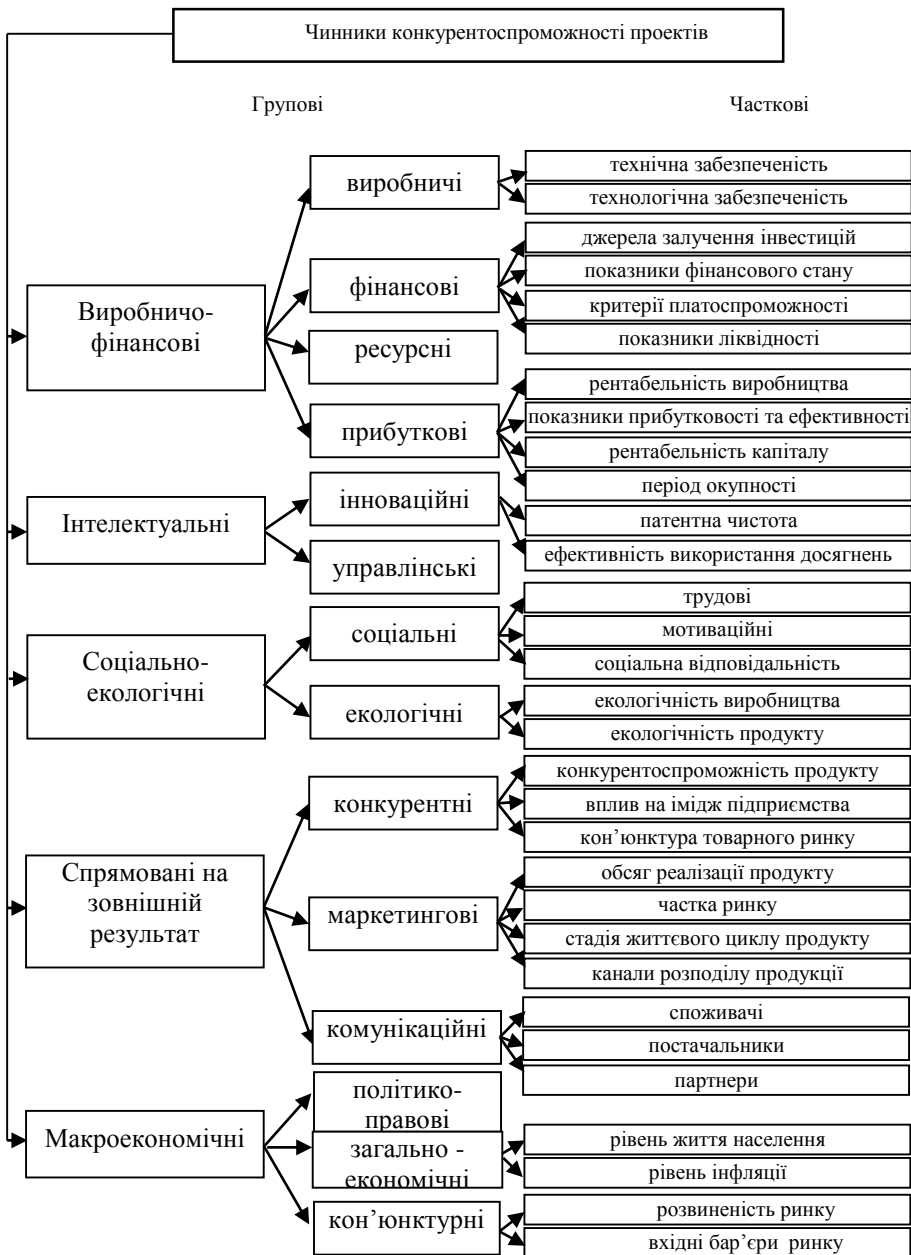 Чинники конкурентоспроможності проектів
Групові
Часткові
Виробничо-
фінансові
виробничі
технічна забезпеченість
технологічна забезпеченість
фінансові
джерела залучення інвестицій
показники фінансового стану
критерії платоспроможності
показники ліквідності
ресурсні
прибуткові
рентабельність виробництва
показники прибутковості та ефективності
рентабельність капіталу
період окупності
Інтелектуальні
інноваційні
патентна чистота
ефективність використання досягнень
управлінські
Соціально-
екологічні
соціальні
трудові
мотиваційні
соціальна відповідальність
екологічні
екологічність виробництва
екологічність продукту
Спрямовані на
зовнішній
результат
конкурентні
конкурентоспроможність продукту
вплив на імідж підприємства
кон’юнктура товарного ринку
маркетингові
обсяг реалізації продукту
частка ринку
стадія життєвого циклу продукту
канали розподілу продукції
комунікаційні
споживачі
постачальники
партнери
Макроекономічні
політико-
правові
загально -
економічні
рівень життя населення
рівень інфляції
кон’юнктурні
розвиненість ринку
вхідні бар’єри ринку